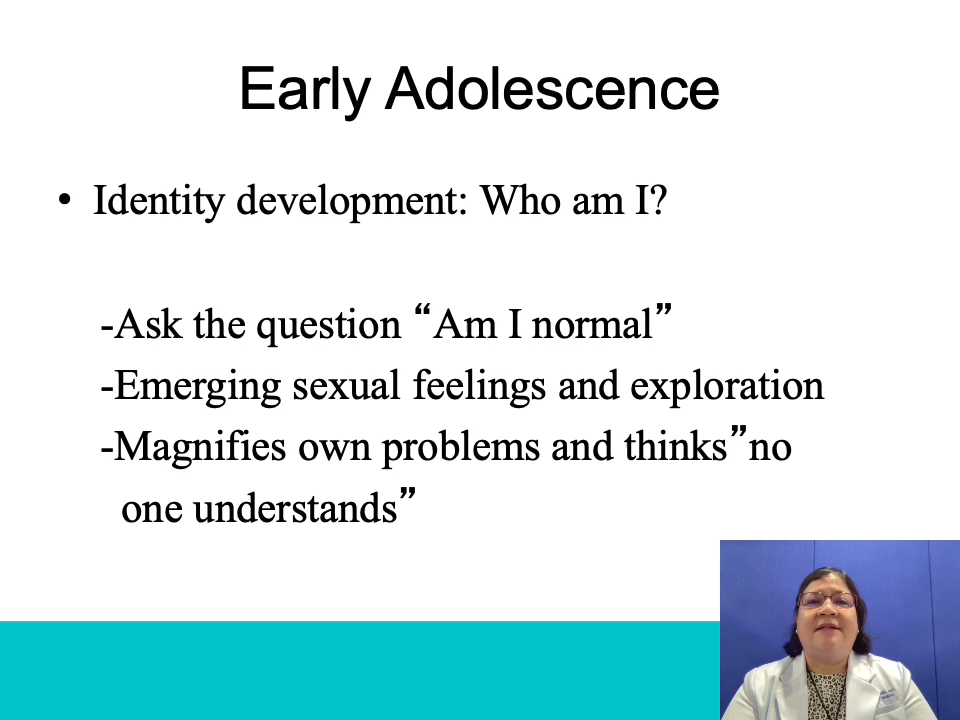 Early Adolescence
• Identity development: Who am I?
-Ask the question “Am I normal”
-Emerging sexual feelings and exploration
-Magnifies own problems and thinks”no
one understands”